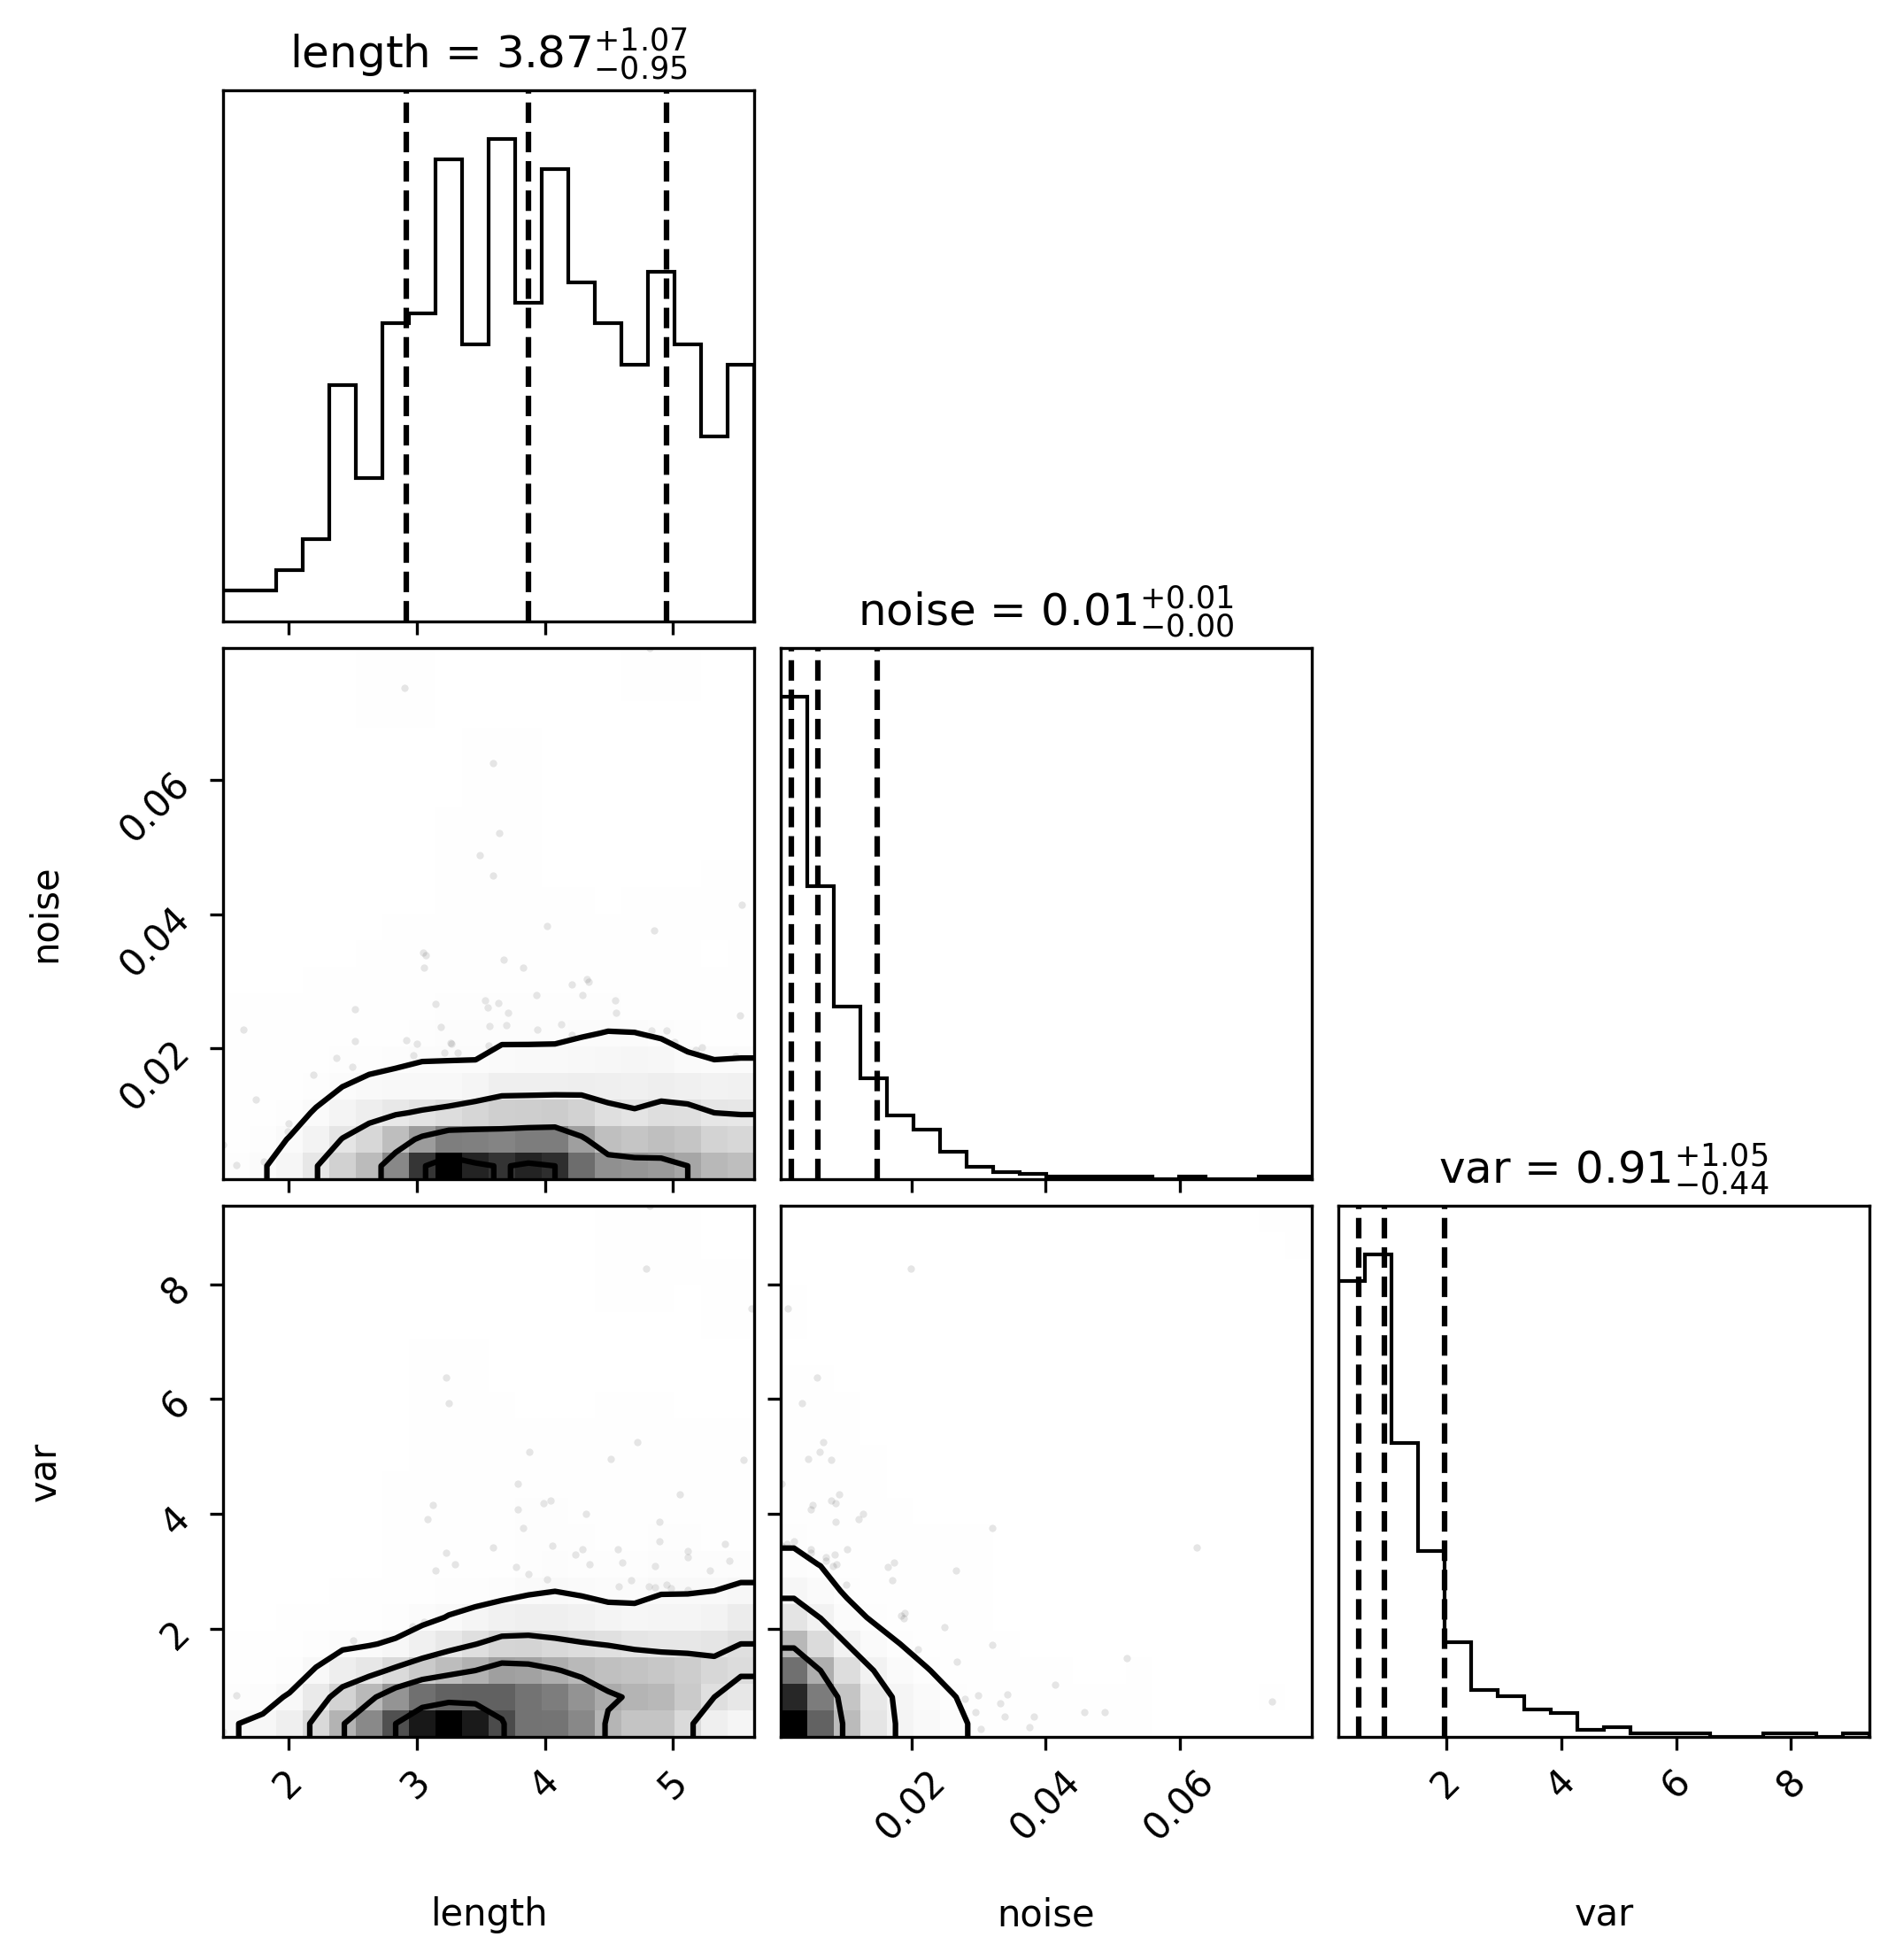 length = 3.87 +1.07 −0.95
noise = 0.01 +0.01 −0.00
0.06
0.04
0.02
noise
var = 0.91 +1.05 −0.44
8
6
4
2
var
2 3 4 5 0.02 0.04 0.06 2 4 6 8
length noise var